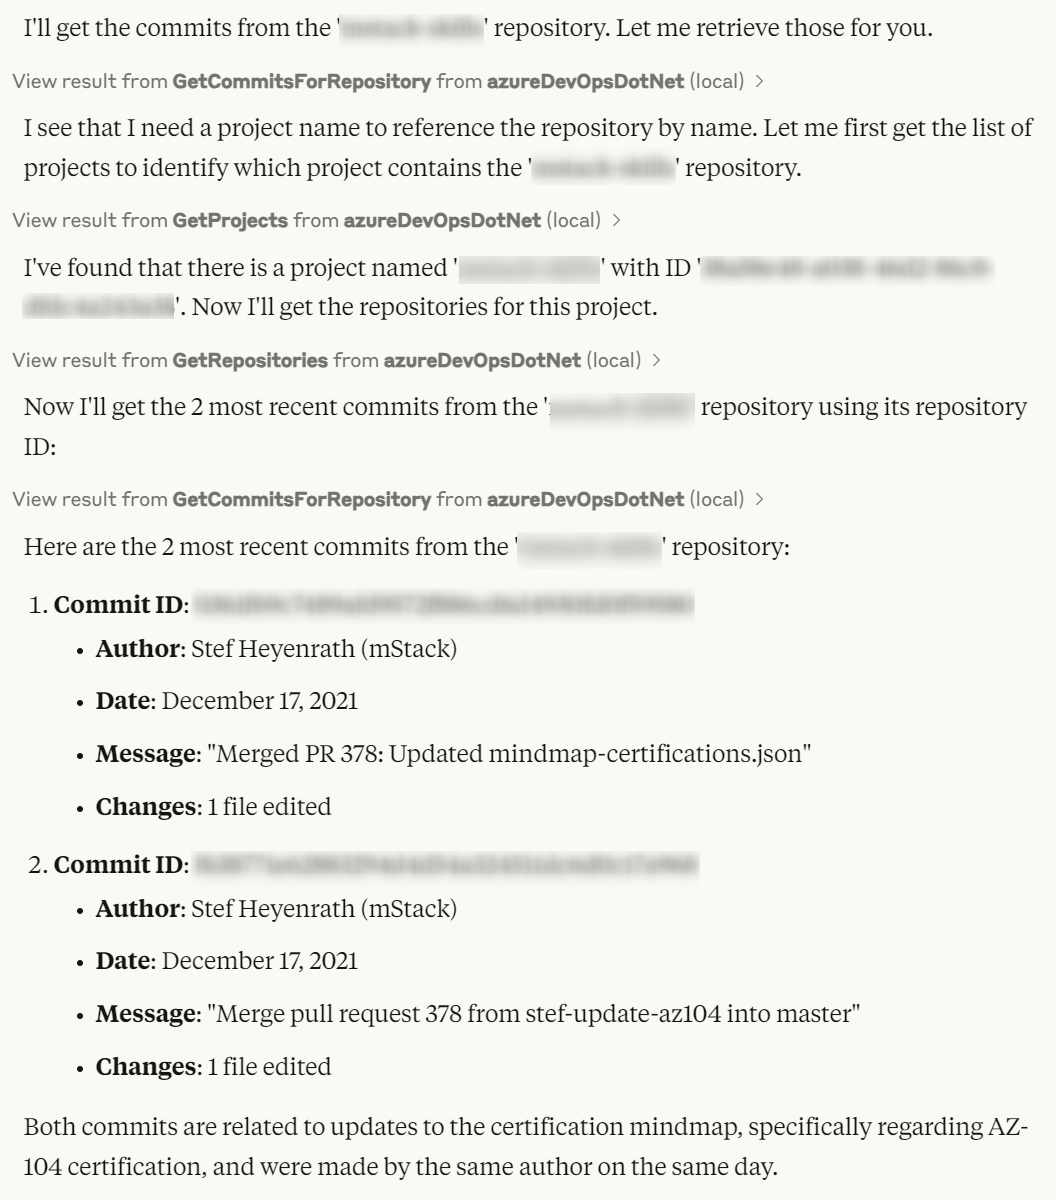 I'll get the commits from the '' repository. Let me retrieve those for you.
View result from GetCommitsForRepository from azureDevOpsDotNet (local) >
I see that I need a project name to reference the repository by name. Let me first get the list of
projects to identify which project contains the '' repository.
View result from GetProjects from azureDevOpsDotNet (local) >
I've found that there is a project named '' with ID '
'. Now I'll get the repositories for this project.
View result from GetRepositories from azureDevOpsDotNet (local) >
Now I'll get the 2 most recent commits from the ' repository using its repository
ID:
View result from GetCommitsForRepository from azureDevOpsDotNet (local) >
Here are the 2 most recent commits from the '' repository:
1. Commit ID:
• Author: Stef Heyenrath (mStack)
• Date: December 17, 2021
• Message: "Merged PR 378: Updated mindmap-certifications.json"
• Changes: 1 file edited
2. Commit ID:
• Author: Stef Heyenrath (mStack)
• Date: December 17, 2021
• Message: "Merge pull request 378 from stef-update-az104 into master"
• Changes: 1 file edited
Both commits are related to updates to the certification mindmap, specifically regarding AZ-
104 certification, and were made by the same author on the same day.